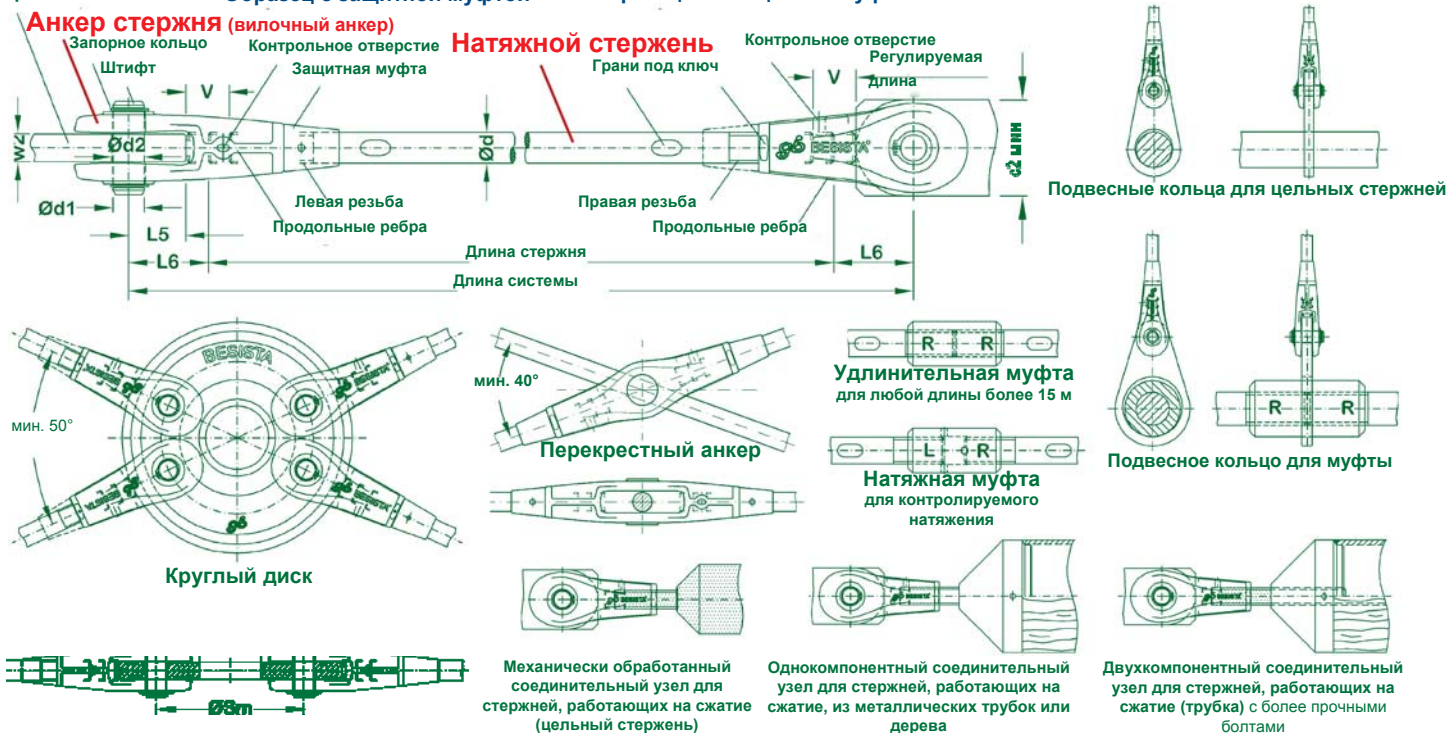 Анкер стержня (вилочный анкер)
Запорное кольцо
Контрольное отверстие
Штифт
Защитная муфта
Натяжной стержень
Грани под ключ
Контрольное отверстие
Регулируемая
длина
V
V
w2
Ød2
Ød
Ød1
L5
L6
Левая резьба
Продольные ребра
Правая резьба
Продольные ребра
BESISTA
L6
Длина стержня
Длина системы
Подвесные кольца для цельных стержней
BESISTA
мин. 50°
Круглый диск
мин. 40°
Перекрестный анкер
R R
Удлинительная муфта
для любой длины более 15 м
L R
Натяжная муфта
для контролируемого
натяжения
R R
Подвесное кольцо для муфты
Механически обработанный
соединительный узел для
стержней, работающих на сжатие
(цельный стержень)
Однокомпонентный соединительный
узел для стержней, работающих на
сжатие, из металлических трубок или
дерева
Двухкомпонентный соединительный
узел для стержней, работающих на
сжатие (трубка) с более прочными
болтами